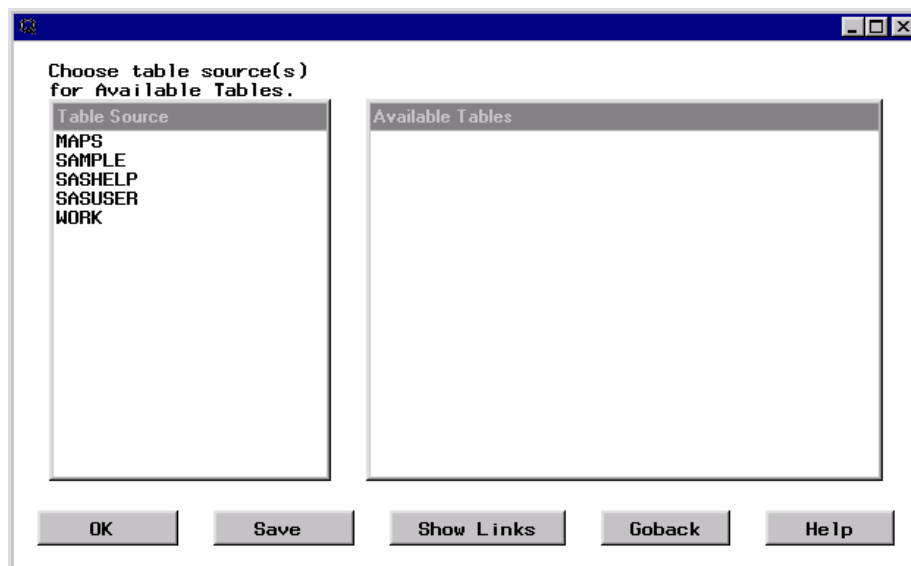 Choose table source(s)
for Available Tables.
Table Source
Available Tables
MAPS
SAMPLE
SASHELP
SASUSER
WORK
OK
Save
Show Links
Goback
Help